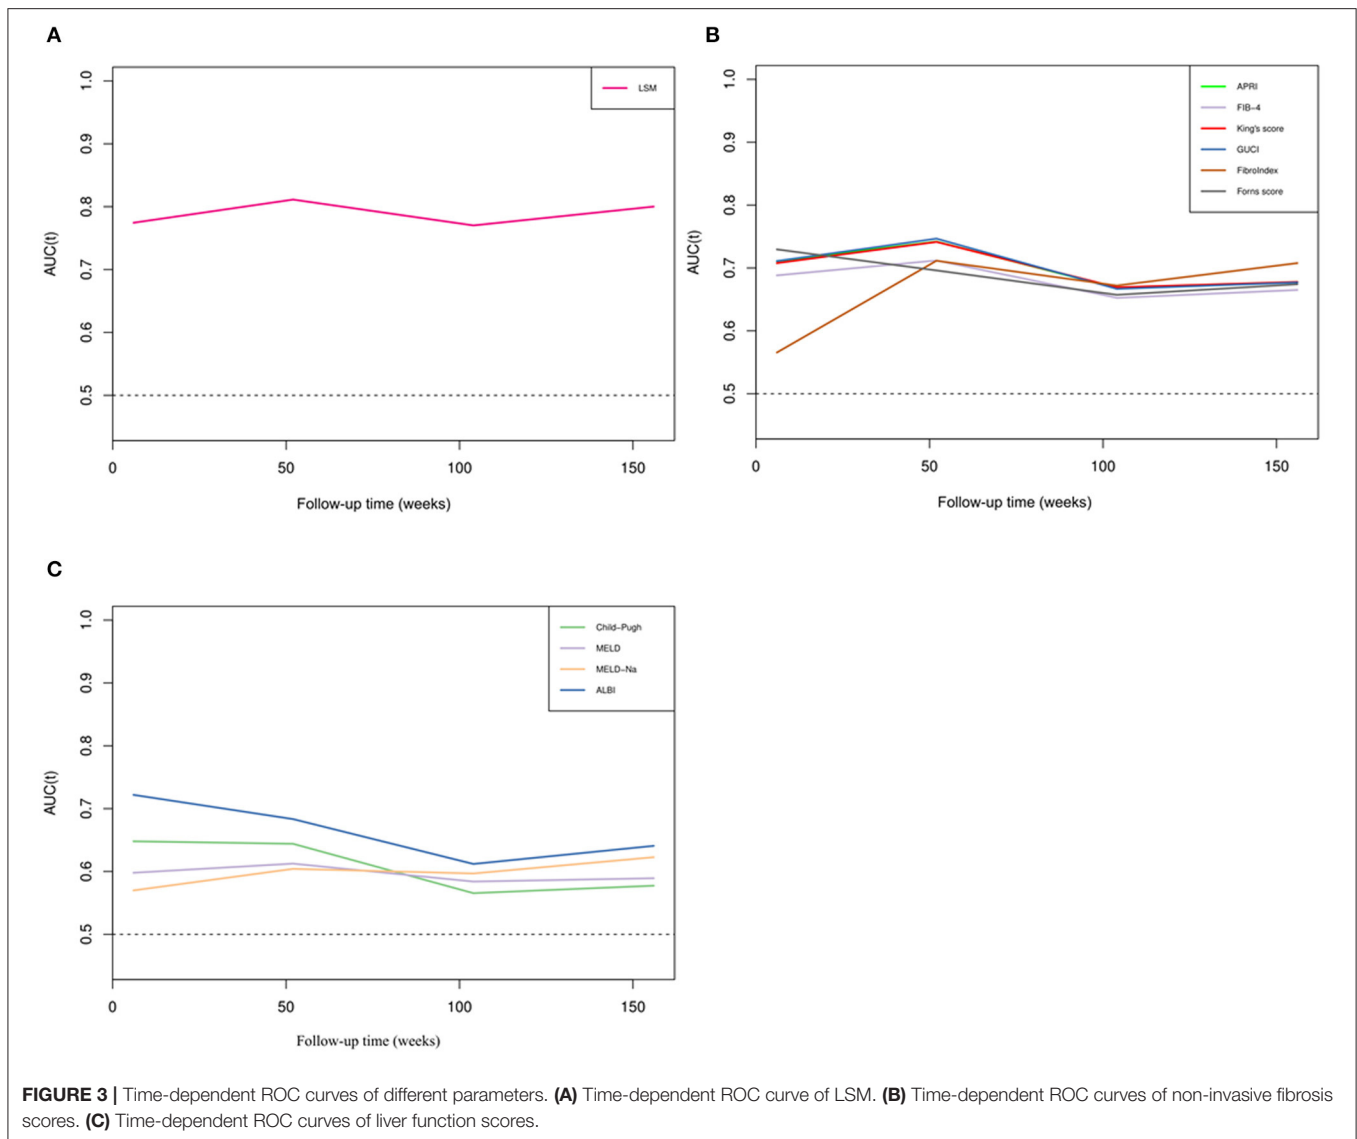 A
1.0
0.9
0.8
0.7
0.6
0.5
AUC(t)
LSM
0 50 100 150
Follow-up time (weeks)
B
1.0
0.9
0.8
0.7
0.6
0.5
AUC(t)
APRI
FIB-4
King's score
GUCI
FibroIndex
Forns score
0 50 100 150
Follow-up time (weeks)
C
1.0
0.9
0.8
0.7
0.6
0.5
AUC(t)
Child-Pugh
MELD
MELD-Na
ALBI
0 50 100 150
Follow-up time (weeks)
FIGURE 3 | Time-dependent ROC curves of different parameters. (A) Time-dependent ROC curve of LSM. (B) Time-dependent ROC curves of non-invasive fibrosis
scores. (C) Time-dependent ROC curves of liver function scores.